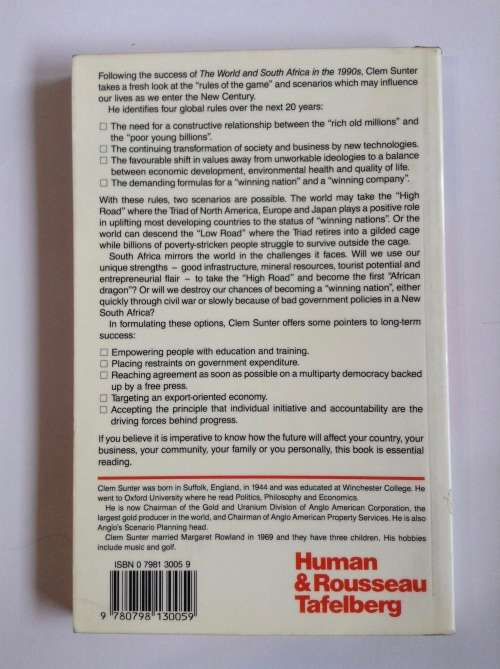 Following the success of The World and South Africa in the 1990s, Clem Sunter
takes a fresh look at the "rules of the game" and scenarios which may influence
our lives as we enter the New Century.
He identifies four global rules over the next 20 years:
☐ The need for a constructive relationship between the "rich old millions" and
the "poor young billions".
☐ The continuing transformation of society and business by new technologies.
☐ The favourable shift in values away from unworkable ideologies to a balance
between economic development, environmental health and quality of life.
☐ The demanding formulas for a "winning nation" and a "winning company".
With these rules, two scenarios are possible. The world may take the "High
Road" where the Triad of North America, Europe and Japan plays a positive role
in uplifting most developing countries to the status of "winning nations". Or the
world can descend the "Low Road" where the Triad retires into a gilded cage
while billions of poverty-stricken people struggle to survive outside the cage.
South Africa mirrors the world in the challenges it faces. Will we use our
unique strengths – good infrastructure, mineral resources, tourist potential and
entrepreneurial flair – to take the "High Road" and become the first "African
dragon"? Or will we destroy our chances of becoming a "winning nation", either
quickly through civil war or slowly because of bad government policies in a New
South Africa?
In formulating these options, Clem Sunter offers some pointers to long-term
success:
☐ Empowering people with education and training.
☐ Placing restraints on government expenditure.
☐ Reaching agreement as soon as possible on a multiparty democracy backed
up by a free press.
☐ Targeting an export-oriented economy.
☐ Accepting the principle that individual initiative and accountability are the
driving forces behind progress.
If you believe it is imperative to know how the future will affect your country, your
business, your community, your family or you personally, this book is essential
reading.
Clem Sunter was born in Suffolk, England, in 1944 and was educated at Winchester College. He
went to Oxford University where he read Politics, Philosophy and Economics.
He is now Chairman of the Gold and Uranium Division of Anglo American Corporation, the
largest gold producer in the world, and Chairman of Anglo American Property Services. He is also
Anglo's Scenario Planning head.
Clem Sunter married Margaret Rowland in 1969 and they have three children. His hobbies
include music and golf.
ISBN 0 7981 3005 9
9 780798 130059
Human
& Rousseau
Tafelberg